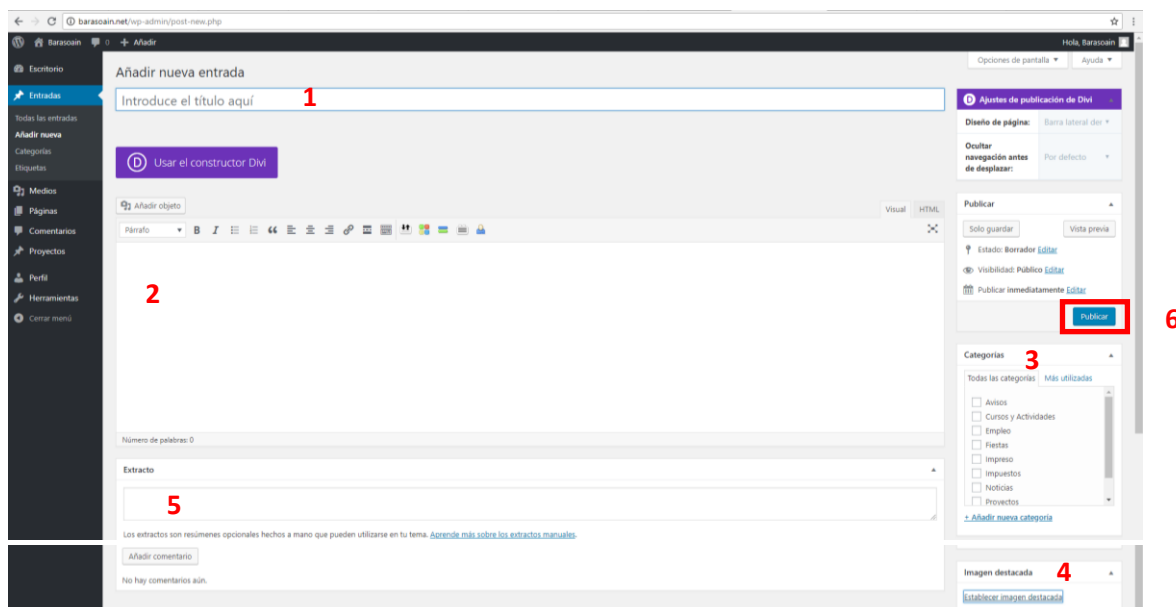 barasoain.net/wp-admin/post-new.php
Barasoain 0 + Añadir
Hola, Barasoain
Escritorio
Entradas
Todas las entradas
Añadir nueva
Categorías
Etiquetas
Medios
Páginas
Comentarios
Proyectos
Perfil
Herramientas
Cerrar menú
Opciones de pantalla
Ayuda
Añadir nueva entrada
Introduce el título aquí
1
D Usar el constructor Divi
Añadir objeto
Visual HTML
Párrafo B I
2
Número de palabras: 0
Extracto
5
Los extractos son resúmenes opcionales hechos a mano que pueden utilizarse en tu tema. Aprende más sobre los extractos manuales.
Añadir comentario
No hay comentarios aún.
D Ajustes de publicación de Divi
Diseño de página: Barra lateral der
Ocultar
navegación antes
de desplazar:
Por defecto
Publicar
Solo guardar Vista previa
Estado: Borrador Editar
Visibilidad: Público Editar
Publicar inmediatamente Editar
Publicar
6
Categorías
3
Todas las categorías Más utilizadas
Avisos
Cursos y Actividades
Empleo
Fiestas
Impreso
Impuestos
Noticias
Proyectos
+ Añadir nueva categoría
Imagen destacada
4
Establecer imagen destacada